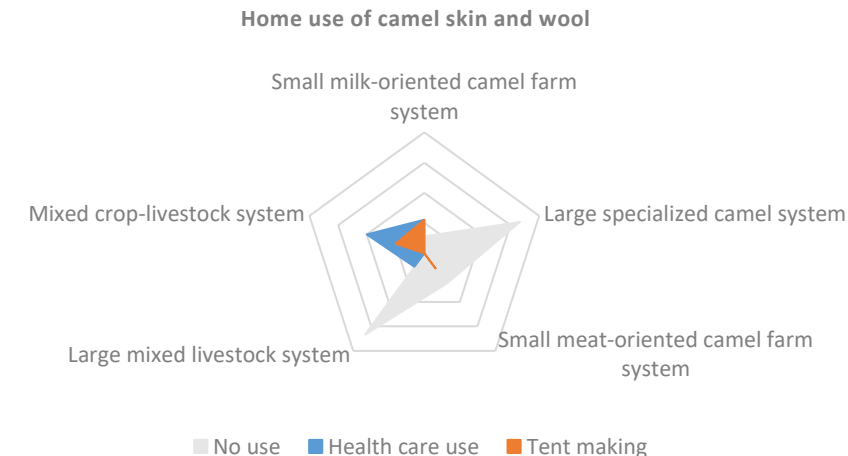 Home use of camel skin and wool
Small milk-oriented camel farm
system
Mixed crop-livestock system
Large specialized camel system
Large mixed livestock system
Small meat-oriented camel farm
system
No use
Health care use
Tent making